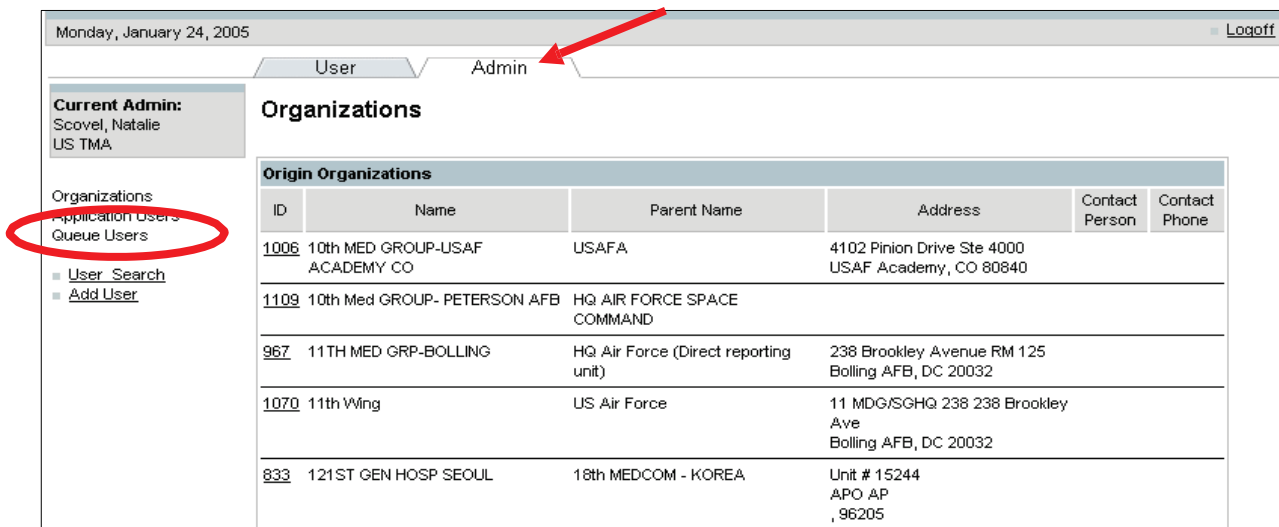 Monday, January 24, 2005
Logoff
User
Admin
Current Admin:
Scovel, Natalie
US TMA
Organizations
Application Users
Queue Users
User Search
Add User
Organizations
Origin Organizations
ID Name Parent Name Address Contact Person Contact Phone
1006 10th MED GROUP-USAF USAFA 4102 Pinion Drive Ste 4000
ACADEMY CO USAF Academy, CO 80840
1109 10th Med GROUP- PETERSON AFB HQ AIR FORCE SPACE
COMMAND
967 11TH MED GRP-BOLLING HQ Air Force (Direct reporting 238 Brookley Avenue RM 125
unit) Bolling AFB, DC 20032
1070 11th Wing US Air Force 11 MDG/SGHQ 238 238 Brookley
Ave
Bolling AFB, DC 20032
833 121ST GEN HOSP SEOUL 18th MEDCOM - KOREA Unit # 15244
APO AP
, 96205